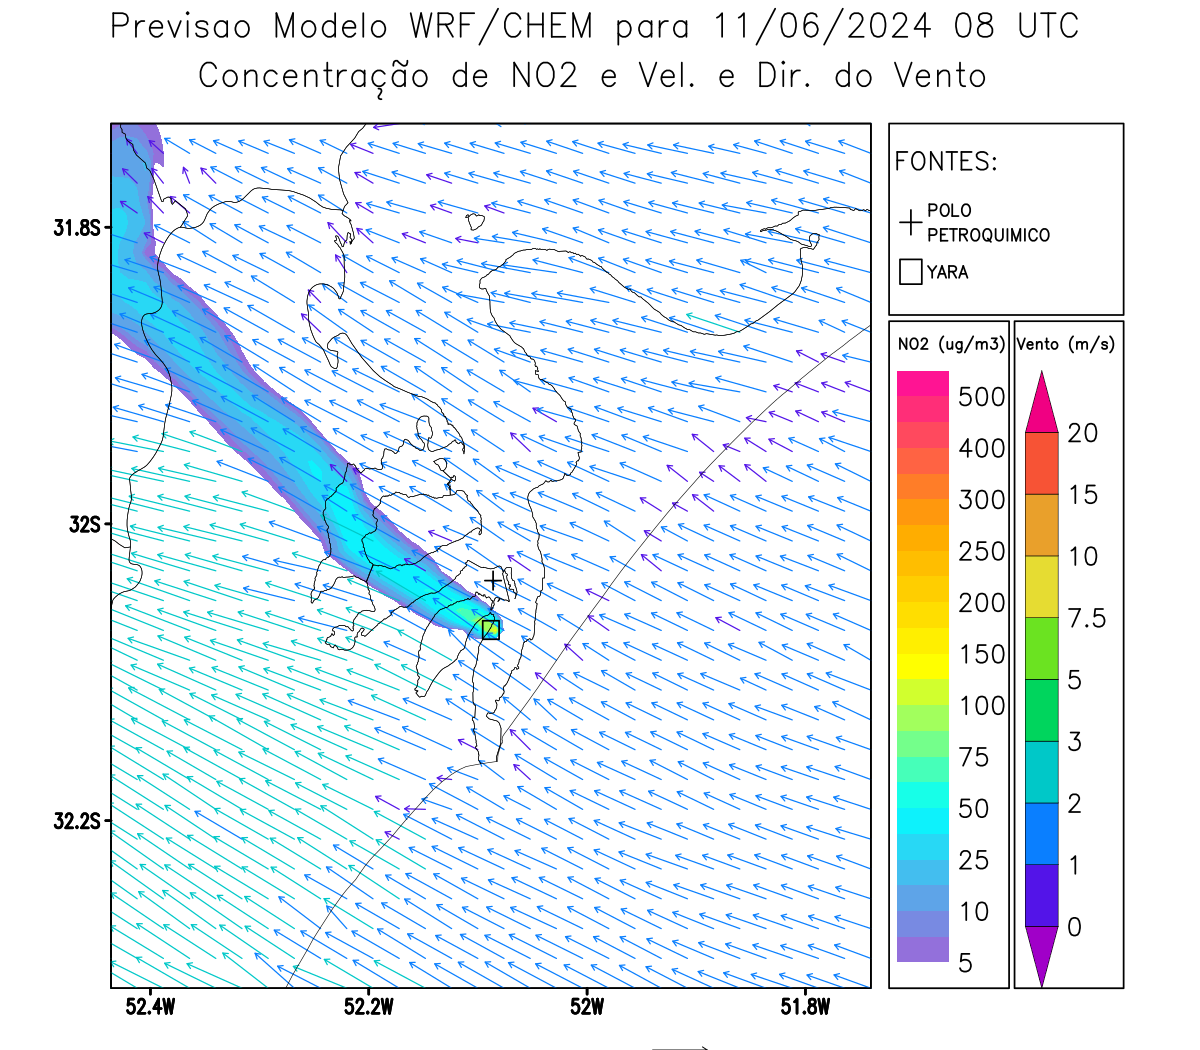 Previsao Modelo WRF/CHEM para 11/06/2024 08 UTC
Concentração de NO2 e Vel. e Dir. do Vento
FONTES:
POLO
PETROQUIMICO
YARA
31.8S
32S
32.2S
52.4W
52.2W
52W
51.8W
NO2 (ug/m3)
500
400
300
250
200
150
100
75
50
25
10
5
Vento (m/s)
20
15
10
7.5
5
3
2
1
0